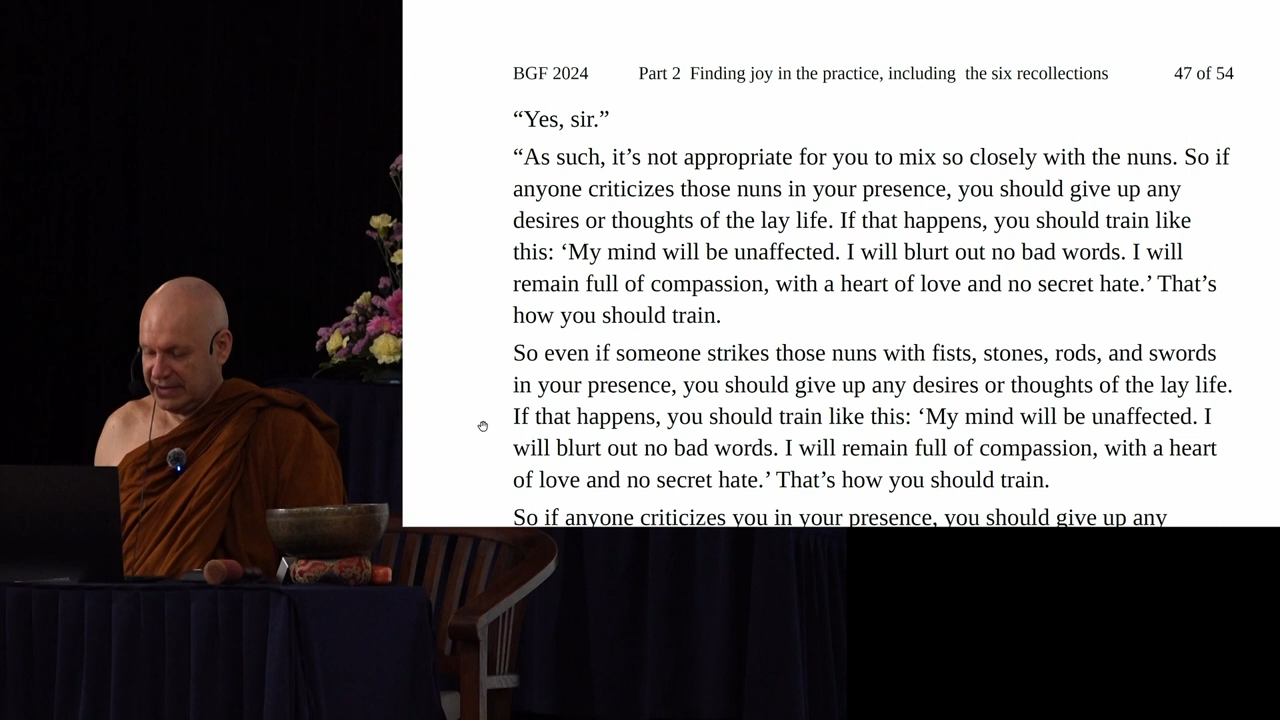 BGF 2024 Part 2 Finding joy in the practice, including the six recollections 47 of 54
“Yes, sir.”
“As such, it’s not appropriate for you to mix so closely with the nuns. So if
anyone criticizes those nuns in your presence, you should give up any
desires or thoughts of the lay life. If that happens, you should train like
this: ‘My mind will be unaffected. I will blurt out no bad words. I will
remain full of compassion, with a heart of love and no secret hate.’ That’s
how you should train.
So even if someone strikes those nuns with fists, stones, rods, and swords
in your presence, you should give up any desires or thoughts of the lay life.
If that happens, you should train like this: ‘My mind will be unaffected. I
will blurt out no bad words. I will remain full of compassion, with a heart
of love and no secret hate.’ That’s how you should train.
So if anyone criticizes you in your presence, you should give up any